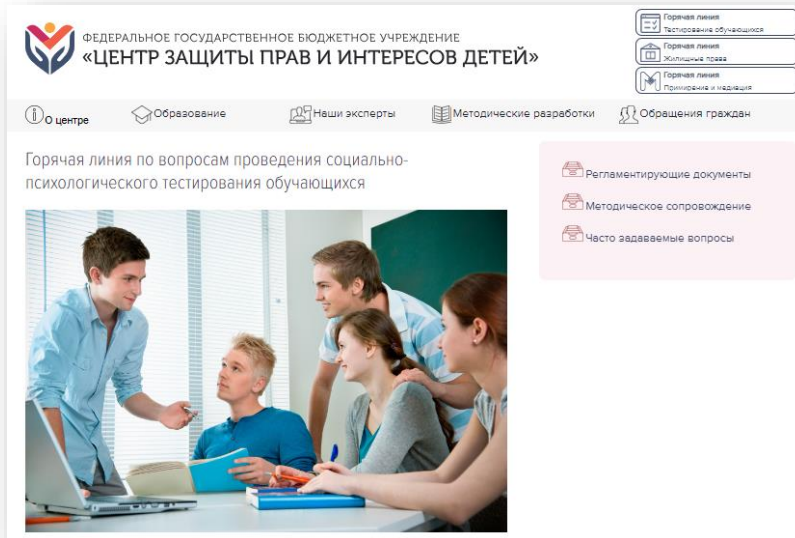 ФЕДЕРАЛЬНОЕ ГОСУДАРСТВЕННОЕ БЮДЖЕТНОЕ УЧРЕЖДЕНИЕ
«ЦЕНТР ЗАЩИТЫ ПРАВ И ИНТЕРЕСОВ ДЕТЕЙ»
Горячая линия
Тестирование обучающихся
Горячая линия
Жилищные права
Горячая линия
Примирение и медиация
О центре
Образование
Наши эксперты
Методические разработки
Обращения граждан
Горячая линия по вопросам проведения социально-
психологического тестирования обучающихся
Регламентирующие документы
Методическое сопровождение
Часто задаваемые вопросы